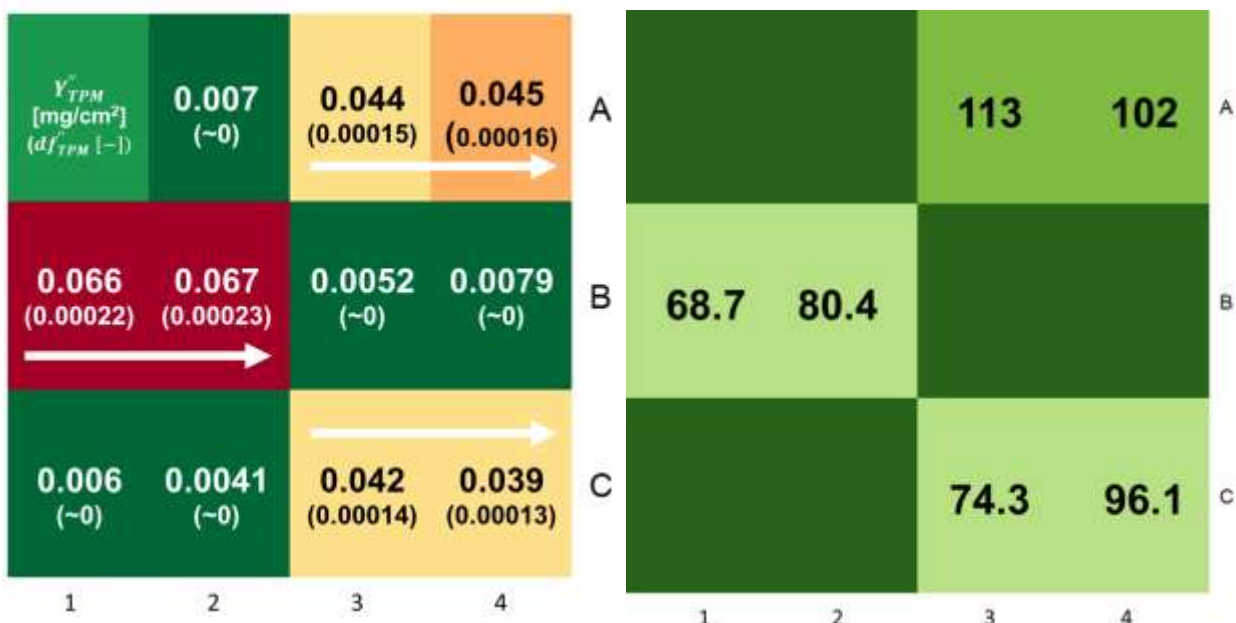 Y″TPM
[mg/cm²]
(df″TPM [−])
0.007
(~0)
0.044
(0.00015)
0.045
(0.00016)
A
0.066
(0.00022)
0.067
(0.00023)
0.0052
(~0)
0.0079
(~0)
B
0.006
(~0)
0.0041
(~0)
0.042
(0.00014)
0.039
(0.00013)
C
1 2 3 4
113 102 A
68.7 80.4 B
74.3 96.1 C
1 2 3 4